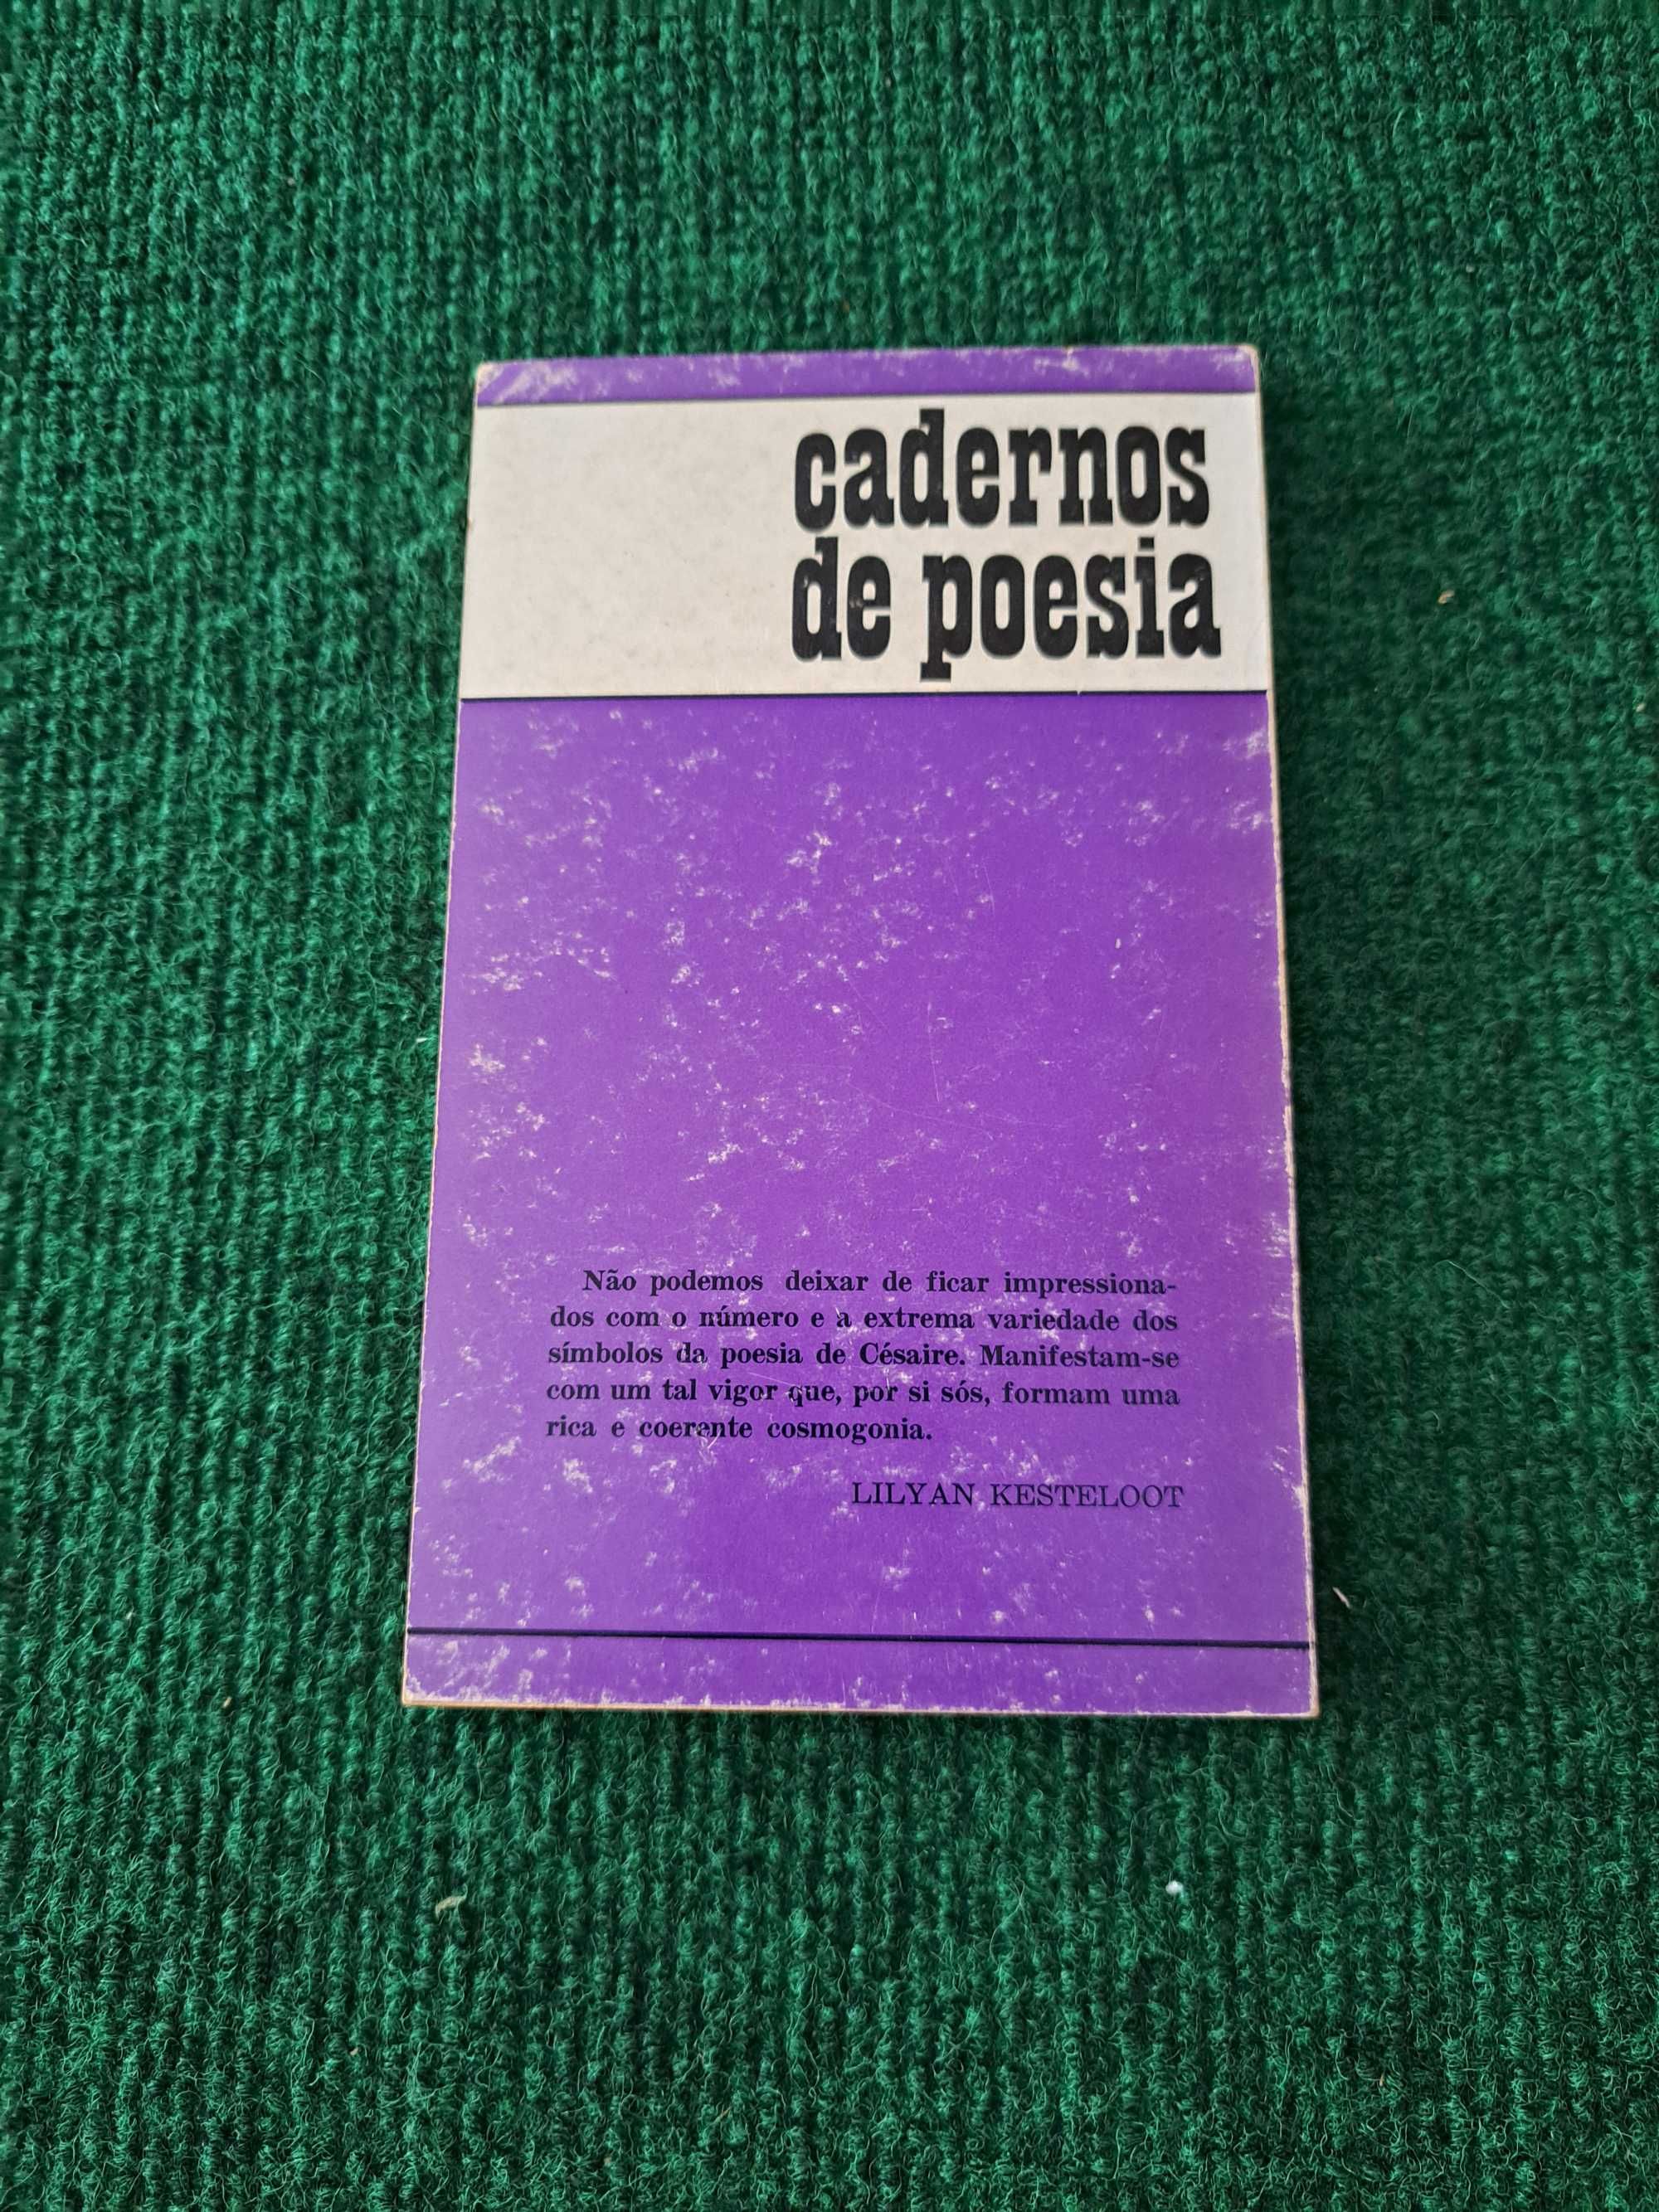 cadernos
de poesia
Não podemos deixar de ficar impressiona-
dos com o número e a extrema variedade dos
símbolos da poesia de Césaire. Manifestam-se
com um tal vigor que, por si sós, formam uma
rica e coerente cosmogonia.
LILYAN KESTELOOT